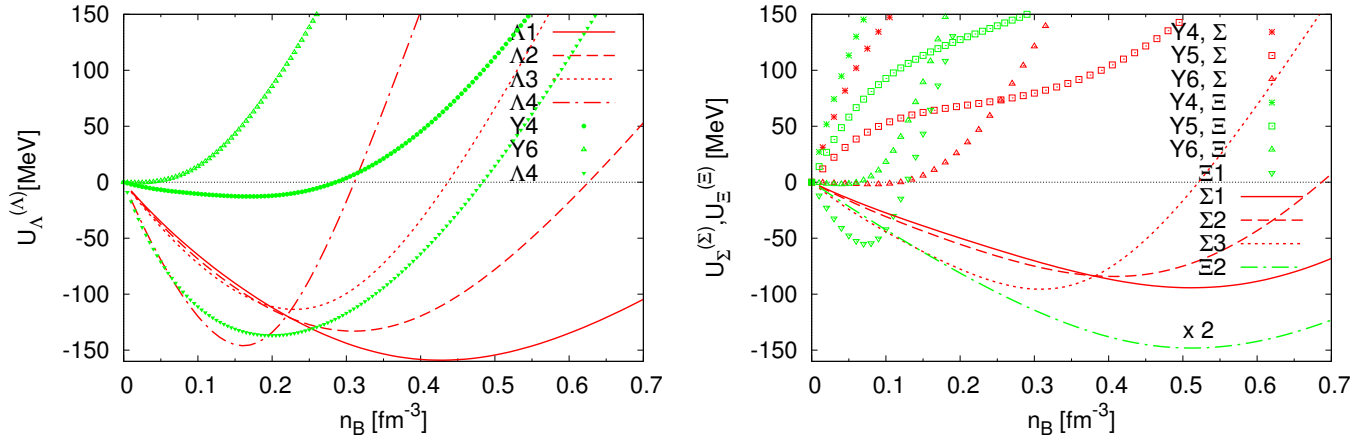 150
100
50
0
-50
-100
-150
0
0.1
0.2
0.3
0.4
0.5
0.6
0.7
U_Λ^(Λ)[MeV]
n_B [fm^-3]
Λ1
Λ2
Λ3
Λ4
Y4
Y6
Λ4
150
100
50
0
-50
-100
-150
0
0.1
0.2
0.3
0.4
0.5
0.6
0.7
U_Σ^(Σ), U_Ξ^(Ξ) [MeV]
n_B [fm^-3]
Y4, Σ
Y5, Σ
Y6, Σ
Y4, Ξ
Y5, Ξ
Y6, Ξ
Ξ1
Σ1
Σ2
Σ3
Ξ2
x 2